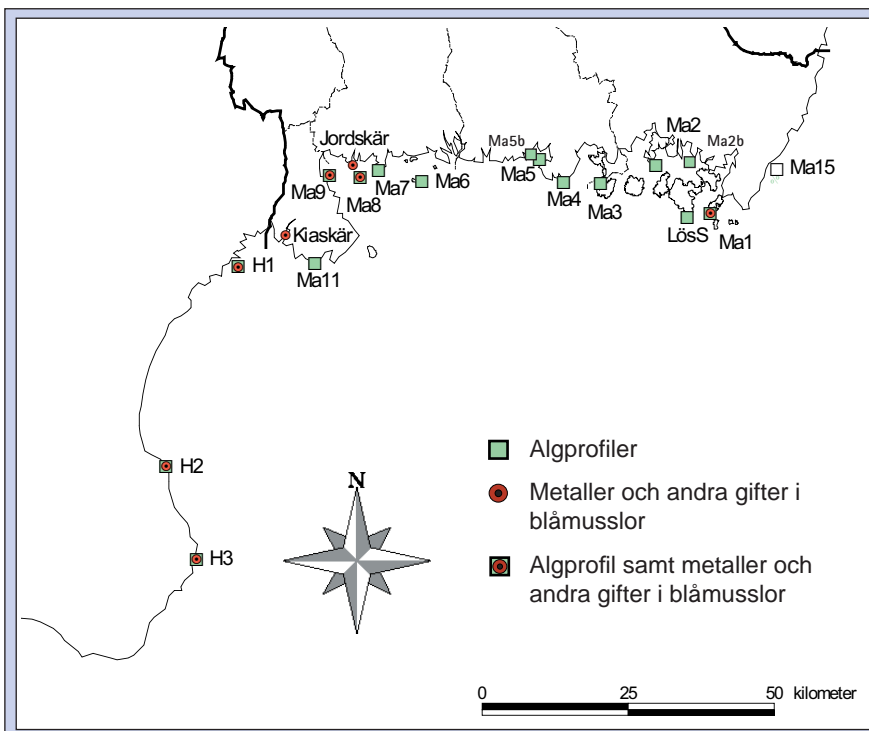 Jordskär
Ma5b
Ma2
Ma2b
Ma9
Ma8
Ma7
Ma6
Ma5
Ma4
Ma3
Ma15
LösS
Ma1
Kiaskär
H1
Ma11
H2
H3
N
Algprofiler
Metaller och andra gifter i
blåmusslor
Algprofil samt metaller och
andra gifter i blåmusslor
0 25 50 kilometer